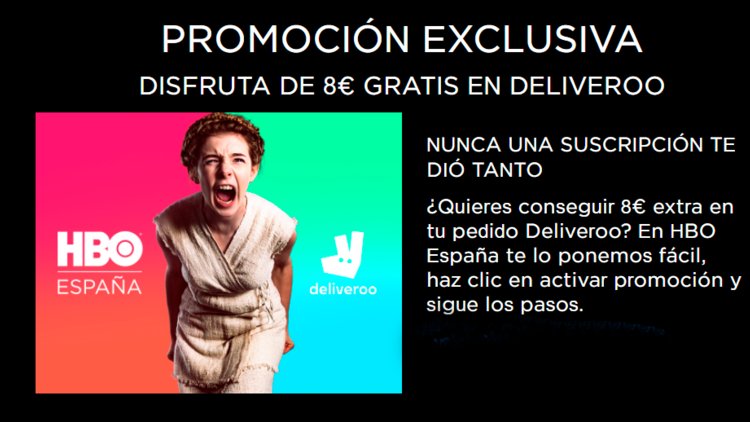 PROMOCIÓN EXCLUSIVA
DISFRUTA DE 8€ GRATIS EN DELIVEROO
HBO
ESPAÑA
deliveroo
NUNCA UNA SUSCRIPCIÓN TE
DIÓ TANTO
¿Quieres conseguir 8€ extra en
tu pedido Deliveroo? En HBO
España te lo ponemos fácil,
haz clic en activar promoción y
sigue los pasos.